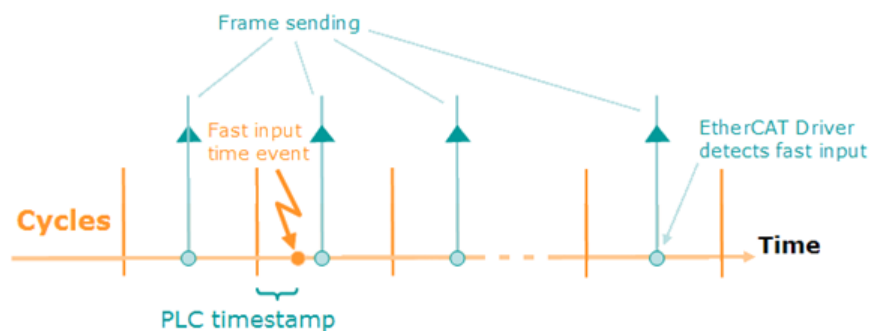 Frame sending
Fast input
time event
EtherCAT Driver
detects fast input
Cycles
Time
PLC timestamp